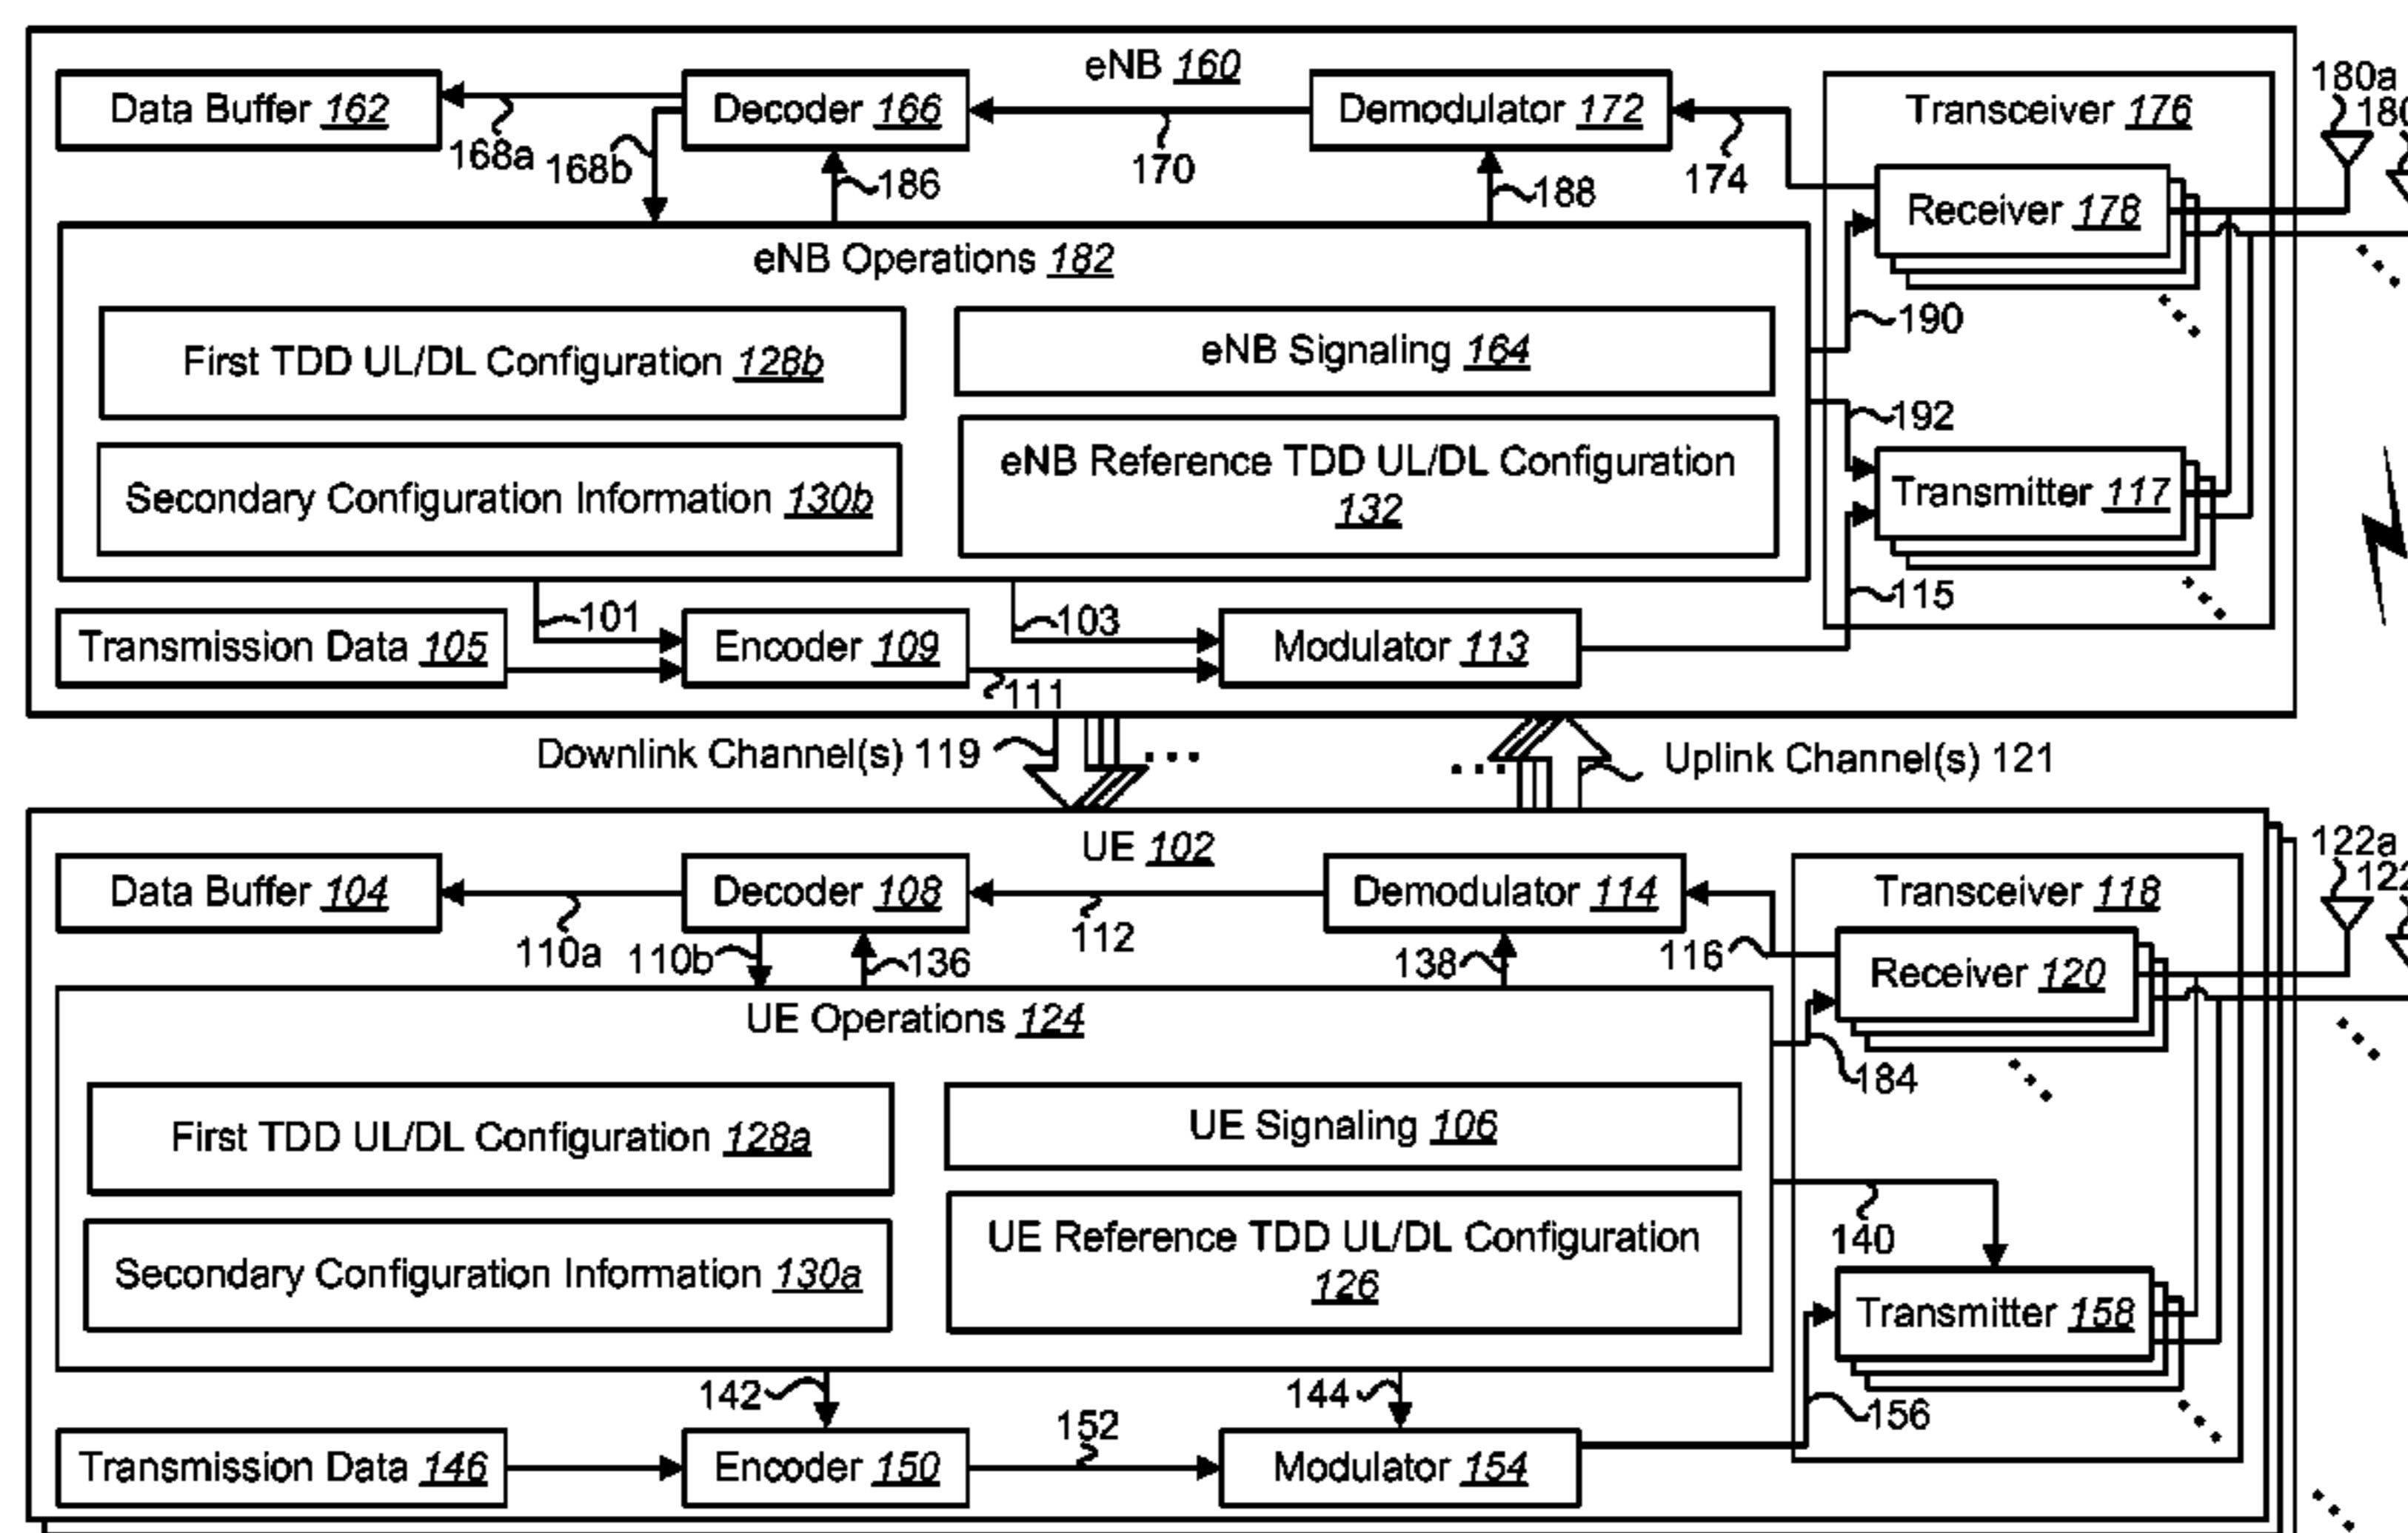 eNB 160
180a
180
Data Buffer 162
Decoder 166
Demodulator 172
Transceiver 176
168a
168b
186
170
188
174
Receiver 178
eNB Operations 182
190
First TDD UL/DL Configuration 128b
eNB Signaling 164
192
Secondary Configuration Information 130b
eNB Reference TDD UL/DL Configuration
132
Transmitter 117
101
103
115
Transmission Data 105
Encoder 109
Modulator 113
111
Downlink Channel(s) 119
Uplink Channel(s) 121
UE 102
122a
122
Data Buffer 104
Decoder 108
Demodulator 114
Transceiver 118
110a
110b
136
112
138
116
Receiver 120
UE Operations 124
184
First TDD UL/DL Configuration 128a
UE Signaling 106
140
Secondary Configuration Information 130a
UE Reference TDD UL/DL Configuration
126
Transmitter 158
142
144
152
156
Transmission Data 146
Encoder 150
Modulator 154